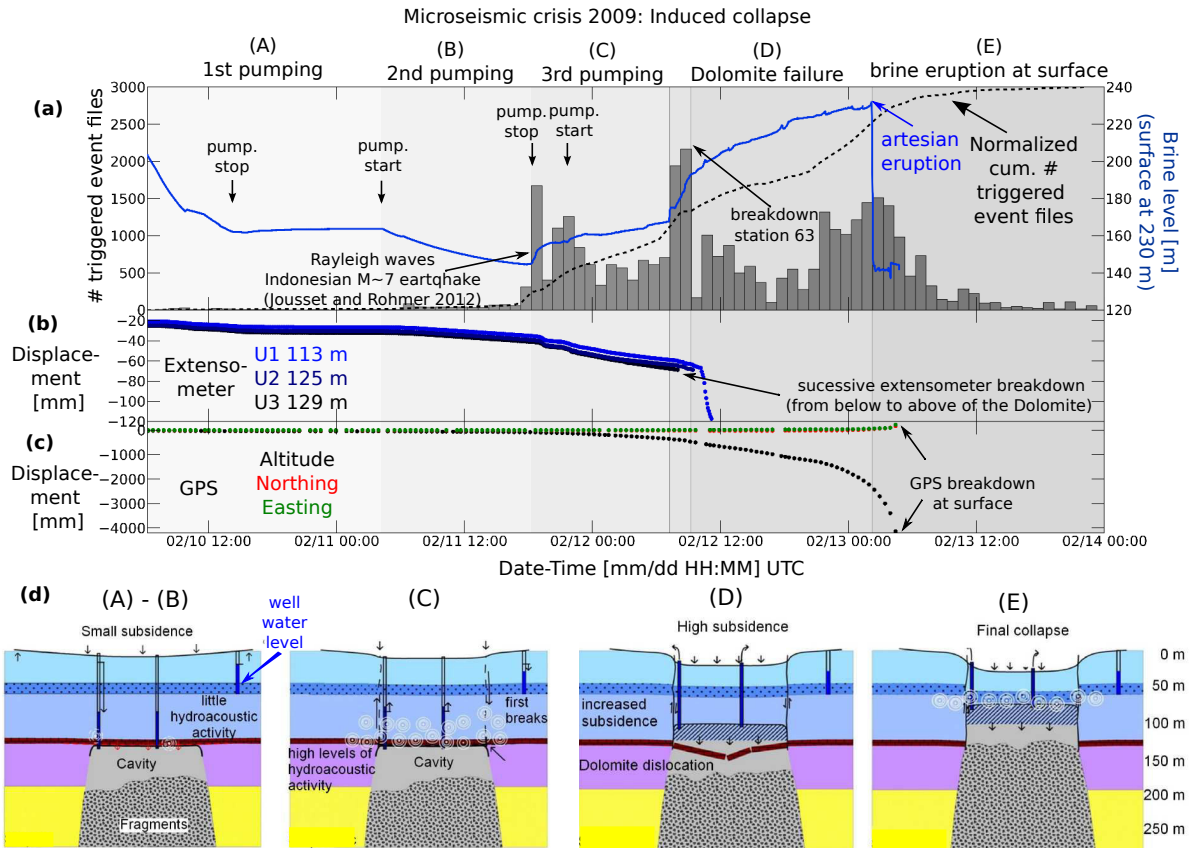 Microseismic crisis 2009: Induced collapse
(A)
1st pumping
(B)
2nd pumping
(C)
3rd pumping
(D)
Dolomite failure
(E)
brine eruption at surface
(a)
# triggered event files
3000
2500
2000
1500
1000
500
0
pump.
stop
pump.
start
pump.
stop
pump.
start
Rayleigh waves
Indonesian M~7 eartqhake
(Jousset and Rohmer 2012)
breakdown
station 63
artesian
eruption
Normalized
cum. #
triggered
event files
240
220
200
180
160
140
120
Brine level [m]
(surface at 230 m)
(b)
Displace-
ment
[mm]
−20
−40
−60
−80
−100
−120
Extenso-
meter
U1 113 m
U2 125 m
U3 129 m
sucessive extensometer breakdown
(from below to above of the Dolomite)
(c)
Displace-
ment
[mm]
0
−1000
−2000
−3000
−4000
GPS
Altitude
Northing
Easting
GPS breakdown
at surface
02/10 12:00
02/11 00:00
02/11 12:00
02/12 00:00
02/12 12:00
02/13 00:00
02/13 12:00
02/14 00:00
Date-Time [mm/dd HH:MM] UTC
(d)
(A) - (B)
Small subsidence
well
water
level
little
hydroacoustic
activity
Cavity
Fragments
(C)
first
breaks
high levels of
hydroacoustic
activity
Cavity
(D)
High subsidence
increased
subsidence
Dolomite dislocation
(E)
Final collapse
0 m
50 m
100 m
150 m
200 m
250 m